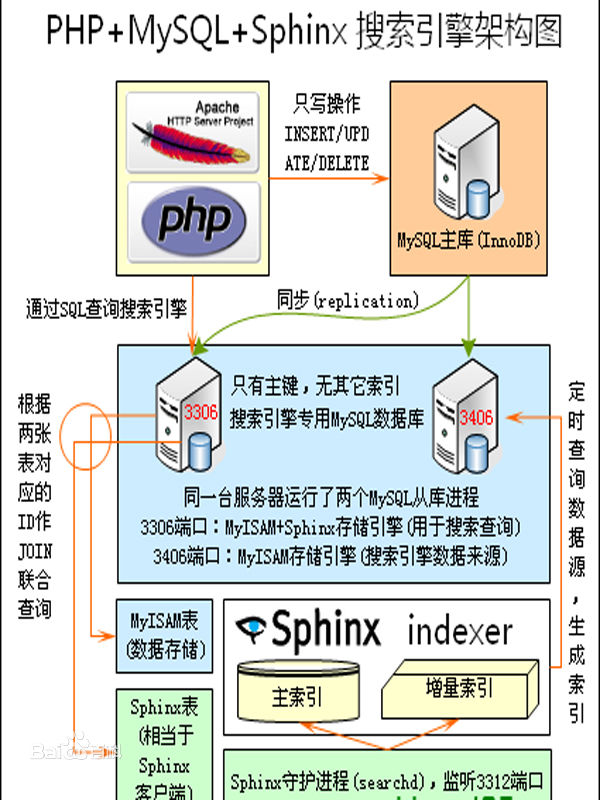 PHP+MySQL+Sphinx 搜索引擎架构图
Apache
HTTP Server Project
php
只写操作
INSERT/UPD
ATE/DELETE
MySQL主库(InnoDB)
通过SQL查询搜索引擎
同步(replication)
3306
只有主键，无其它索引
搜索引擎专用MySQL数据库
3406
同一台服务器运行了两个MySQL从库进程
3306端口：MyISAM+Sphinx存储引擎(用于搜索查询)
3406端口：MyISAM存储引擎(搜索引擎数据来源)
根据
两张
表对
应的
ID作
JOIN
联合
查询
定时查询数据源，生成索引
MyISAM表
(数据存储)
Sphinx indexer
主索引
增量索引
Sphinx表
(相当于
Sphinx
客户端)
Sphinx守护进程(searchd)，监听3312端口
Baidu百科